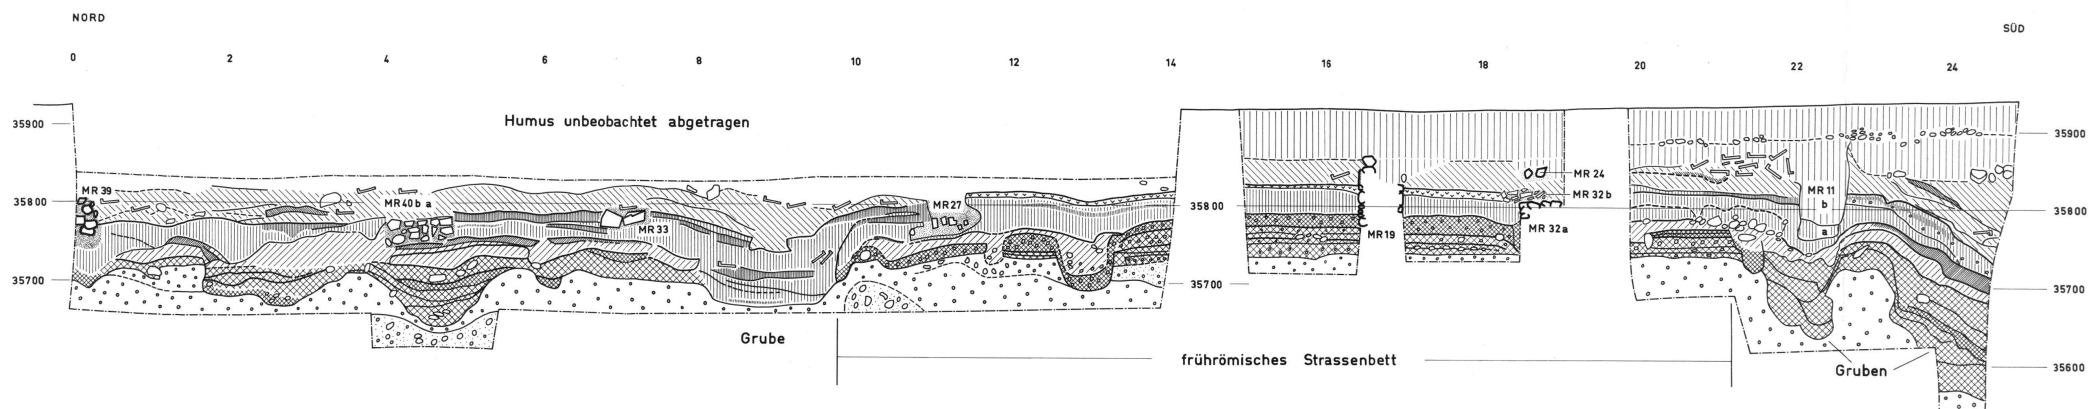 NORD
SÜD
0 2 4 6 8 10 12 14 16 18 20 22 24
35900
Humus unbeobachtet abgetragen
35900
MR 39
MR 40 b a
MR 27
MR 24
MR 11
MR 32 b
b
35800
35800
35800
MR 33
MR 19
MR 32 a
a
35700
35700
35700
Grube
frührömisches Strassenbett
Gruben
35600